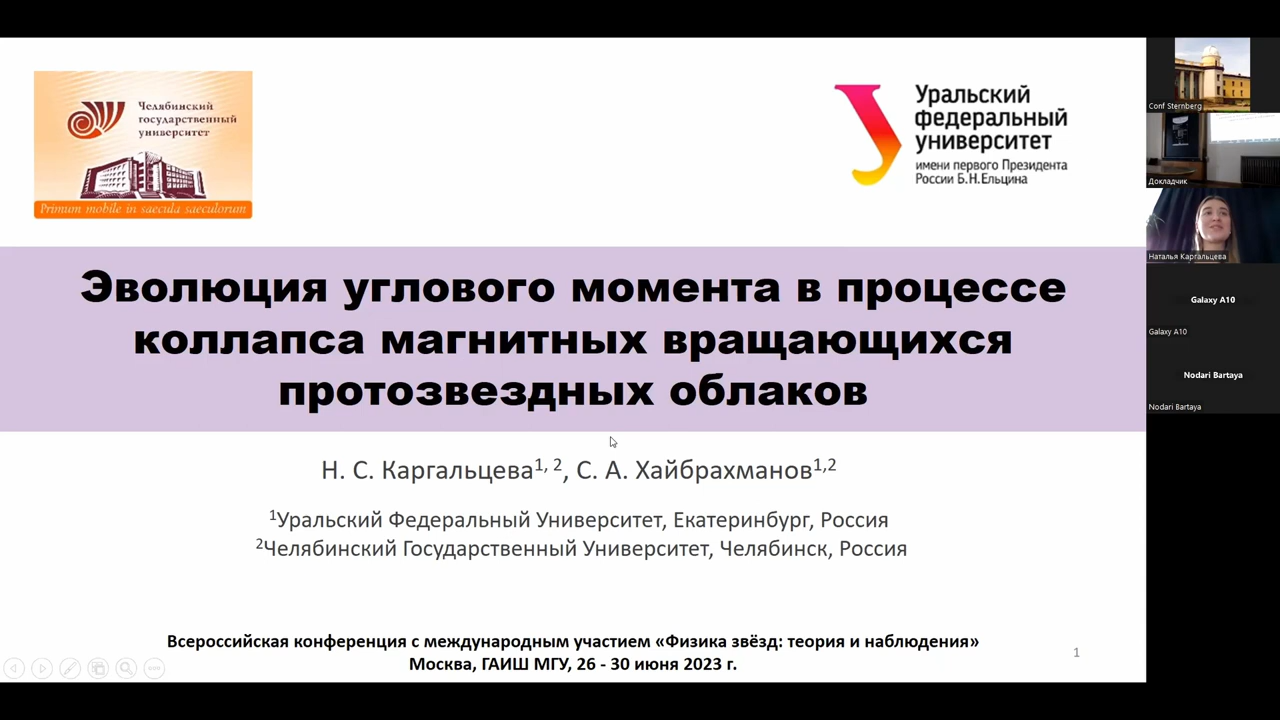 Челябинский
государственный
университет
Primum mobile in saecula saeculorum
Уральский
федеральный
университет
имени первого Президента
России Б.Н.Ельцина
Эволюция углового момента в процессе
коллапса магнитных вращающихся
протозвездных облаков
Н. С. Каргальцева1, 2, С. А. Хайбрахманов1,2
1Уральский Федеральный Университет, Екатеринбург, Россия
2Челябинский Государственный Университет, Челябинск, Россия
Всероссийская конференция с международным участием «Физика звёзд: теория и наблюдения»
Москва, ГАИШ МГУ, 26 - 30 июня 2023 г.
1
Conf Sternberg
Докладчик
Наталья Каргальцева
Galaxy A10
Galaxy A10
Nodari Bartaya
Nodari Bartaya